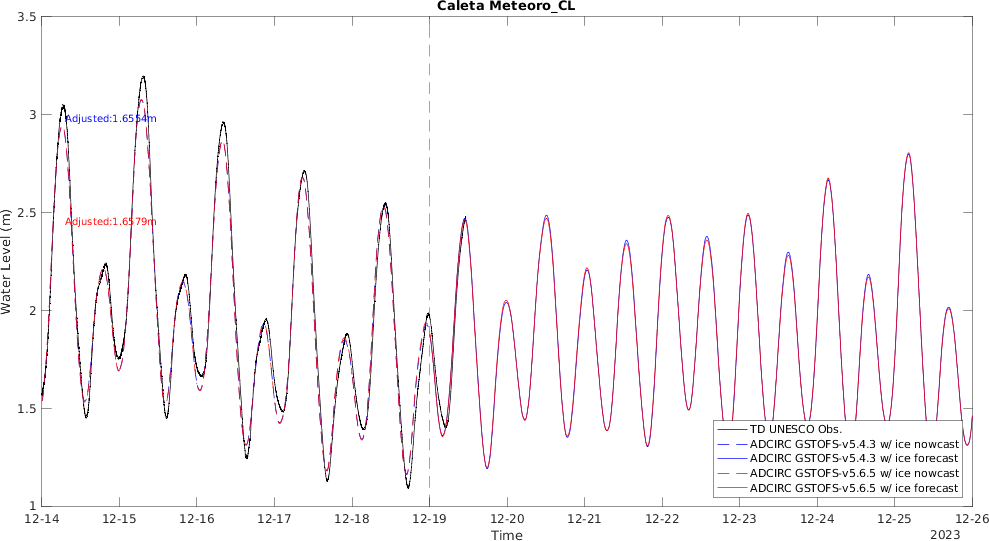 Caleta Meteoro_CL
3.5
3
2.5
2
1.5
1
Water Level (m)
Adjusted:1.6554m
Adjusted:1.6579m
TD UNESCO Obs.
ADCIRC GSTOFS-v5.4.3 w/ ice nowcast
ADCIRC GSTOFS-v5.4.3 w/ ice forecast
ADCIRC GSTOFS-v5.6.5 w/ ice nowcast
ADCIRC GSTOFS-v5.6.5 w/ ice forecast
12-14 12-15 12-16 12-17 12-18 12-19 12-20 12-21 12-22 12-23 12-24 12-25 12-26
Time
2023